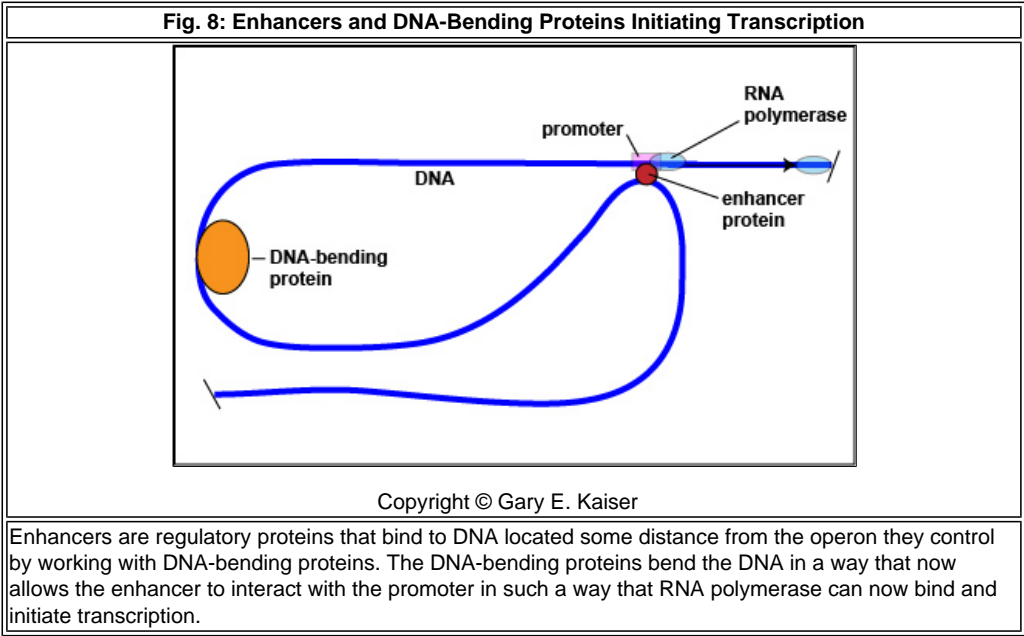 Fig. 8: Enhancers and DNA-Bending Proteins Initiating Transcription
RNA
polymerase
promoter
DNA
enhancer
protein
DNA-bending
protein
Copyright © Gary E. Kaiser
Enhancers are regulatory proteins that bind to DNA located some distance from the operon they control
by working with DNA-bending proteins. The DNA-bending proteins bend the DNA in a way that now
allows the enhancer to interact with the promoter in such a way that RNA polymerase can now bind and
initiate transcription.